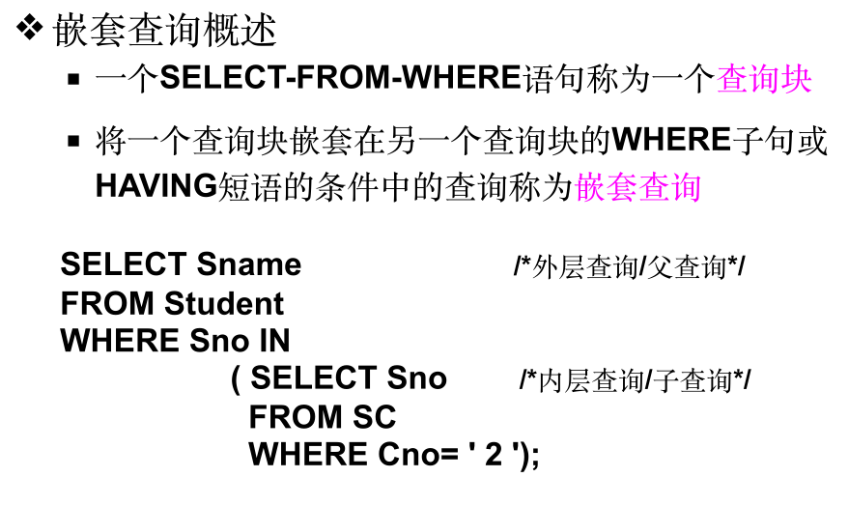 ❖ 嵌套查询概述
▪ 一个SELECT-FROM-WHERE语句称为一个查询块
▪ 将一个查询块嵌套在另一个查询块的WHERE子句或
HAVING短语的条件中的查询称为嵌套查询
SELECT Sname /*外层查询/父查询*/
FROM Student
WHERE Sno IN
( SELECT Sno /*内层查询/子查询*/
FROM SC
WHERE Cno= ' 2 ');